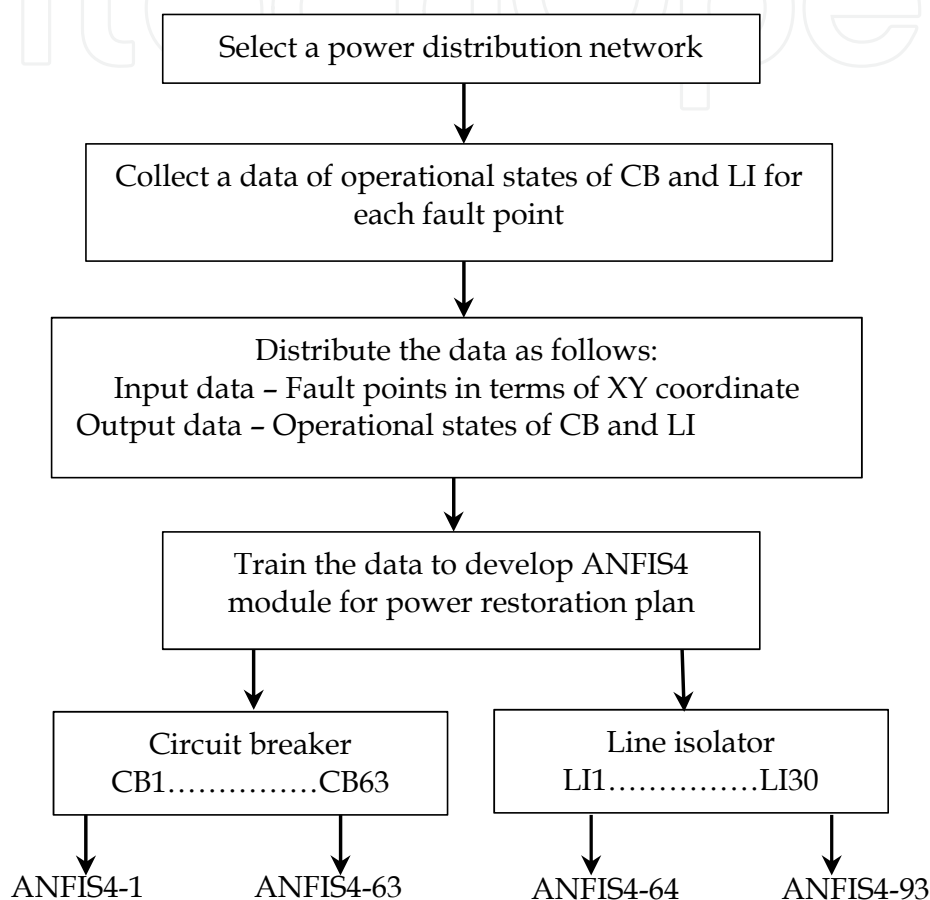 Select a power distribution network
Collect a data of operational states of CB and LI for
each fault point
Distribute the data as follows:
Input data – Fault points in terms of XY coordinate
Output data – Operational states of CB and LI
Train the data to develop ANFIS4
module for power restoration plan
Circuit breaker
CB1……………CB63
Line isolator
LI1……………LI30
ANFIS4-1
ANFIS4-63
ANFIS4-64
ANFIS4-93